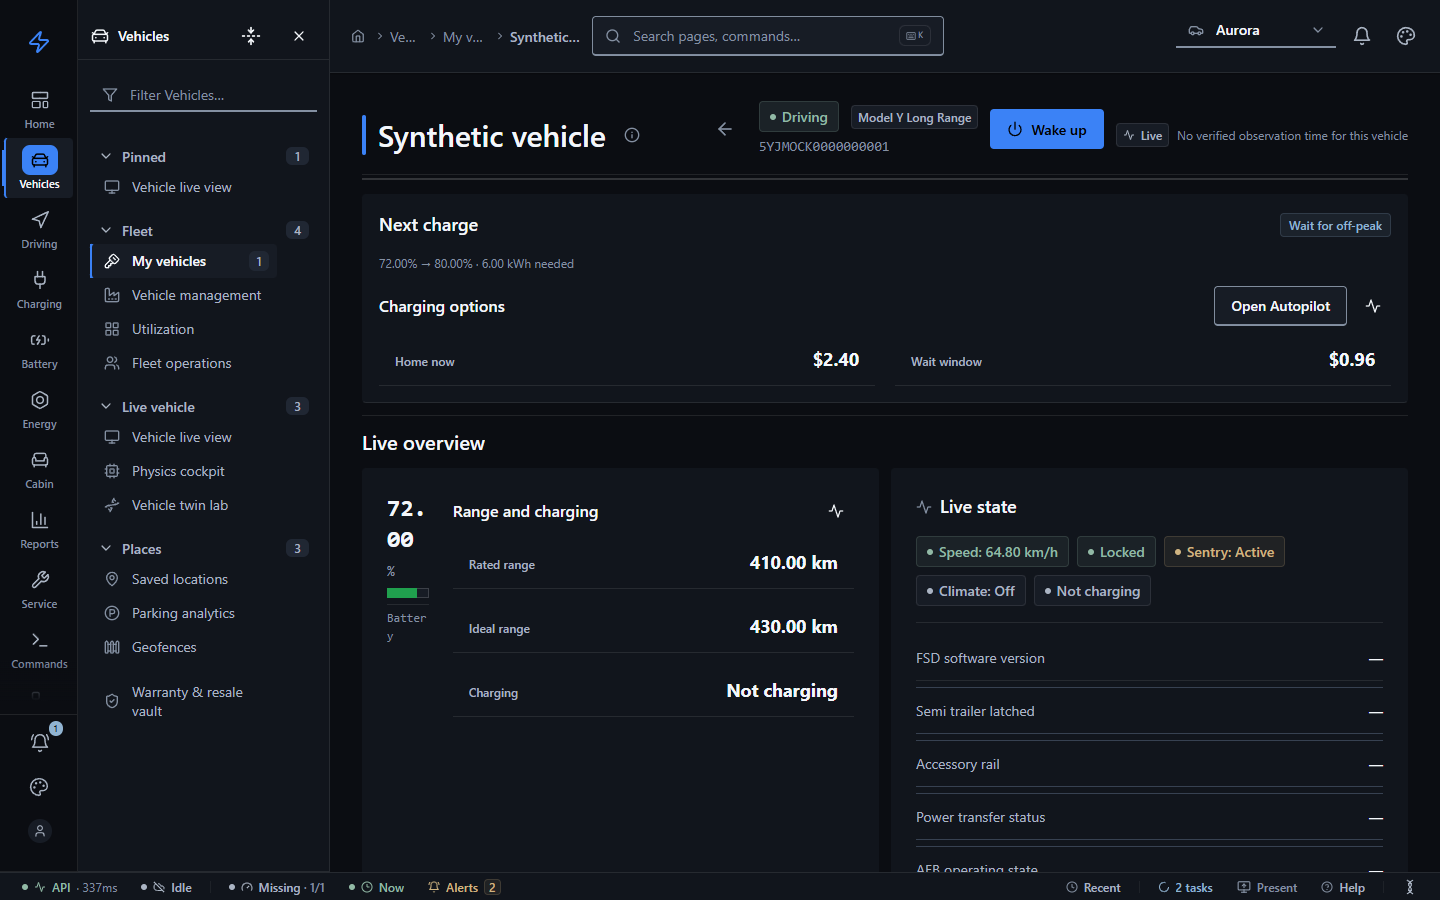 Home
Vehicles
Driving
Charging
Battery
Energy
Cabin
Reports
Service
Commands
1
Vehicles
Filter Vehicles...
Pinned 1
Vehicle live view
Fleet 4
My vehicles 1
Vehicle management
Utilization
Fleet operations
Live vehicle 3
Vehicle live view
Physics cockpit
Vehicle twin lab
Places 3
Saved locations
Parking analytics
Geofences
Warranty & resale
vault
Ve... My v... Synthetic...
Search pages, commands... K
Aurora
Synthetic vehicle
Driving Model Y Long Range
5YJMOCK0000000001
Wake up
Live No verified observation time for this vehicle
Next charge
Wait for off-peak
72.00% → 80.00% · 6.00 kWh needed
Charging options
Open Autopilot
Home now $2.40
Wait window $0.96
Live overview
72.
00
%
Batter
y
Range and charging
Rated range 410.00 km
Ideal range 430.00 km
Charging Not charging
Live state
Speed: 64.80 km/h Locked Sentry: Active
Climate: Off Not charging
FSD software version —
Semi trailer latched —
Accessory rail —
Power transfer status —
AEB operating state —
API · 337ms Idle Missing · 1/1 Now Alerts 2
Recent 2 tasks Present Help